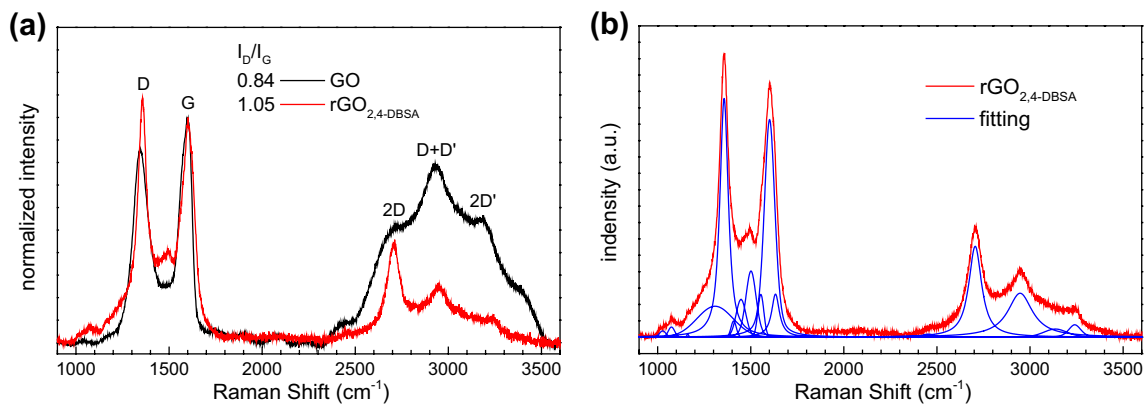 (a)
I_D/I_G
0.84 GO
1.05 rGO_2,4-DBSA
D
G
D+D'
2D
2D'
normalized intensity
1000 1500 2000 2500 3000 3500
Raman Shift (cm⁻¹)
(b)
rGO_2,4-DBSA
fitting
indensity (a.u.)
1000 1500 2000 2500 3000 3500
Raman Shift (cm⁻¹)